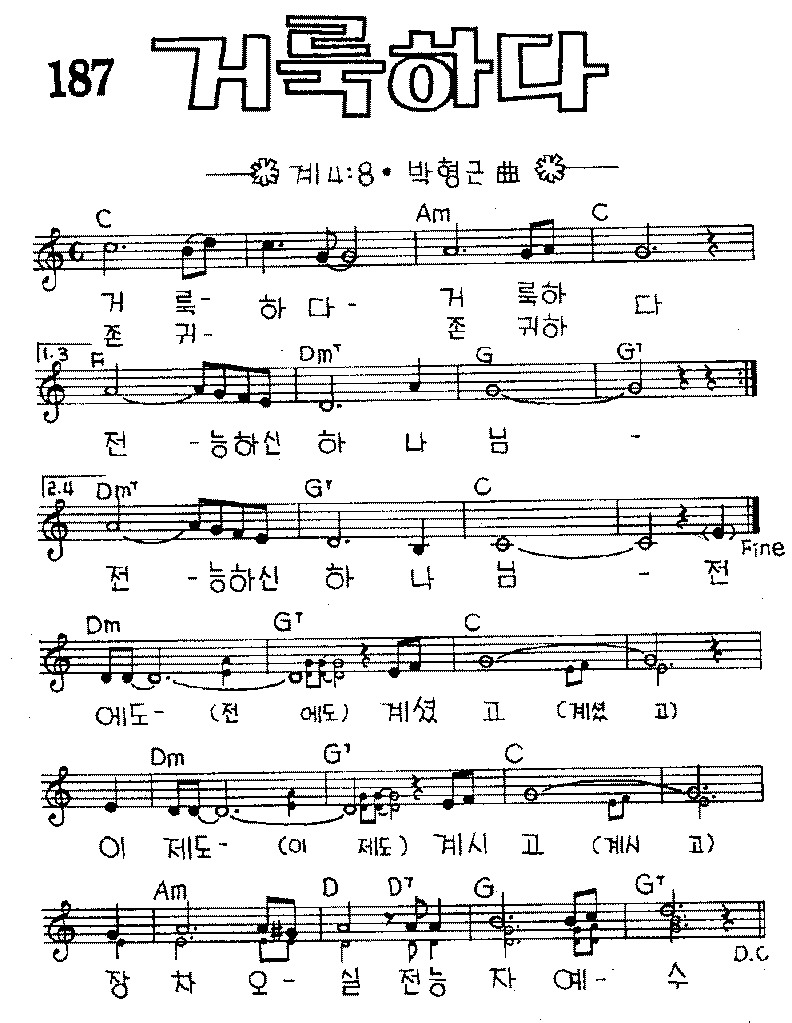 187 거룩하다
계 4:8 • 박형근 曲
C Am C
거 룩- 하 다- 거 룩하 다
존 귀- 존 귀하
1.3 F Dm7 G G7
전 -능하신 하 나 님 -
2.4 Dm7 G7 C
Fine
전 -능하신 하 나 님 - 전
Dm G7 C
에도- (전 에도) 계셨 고 (계셨 고)
Dm G7 C
이 제도- (이 제도) 계시 고 (계시 고)
Am D D7 G G7
D.C
장 차 오- 실 전능 자 예- 수